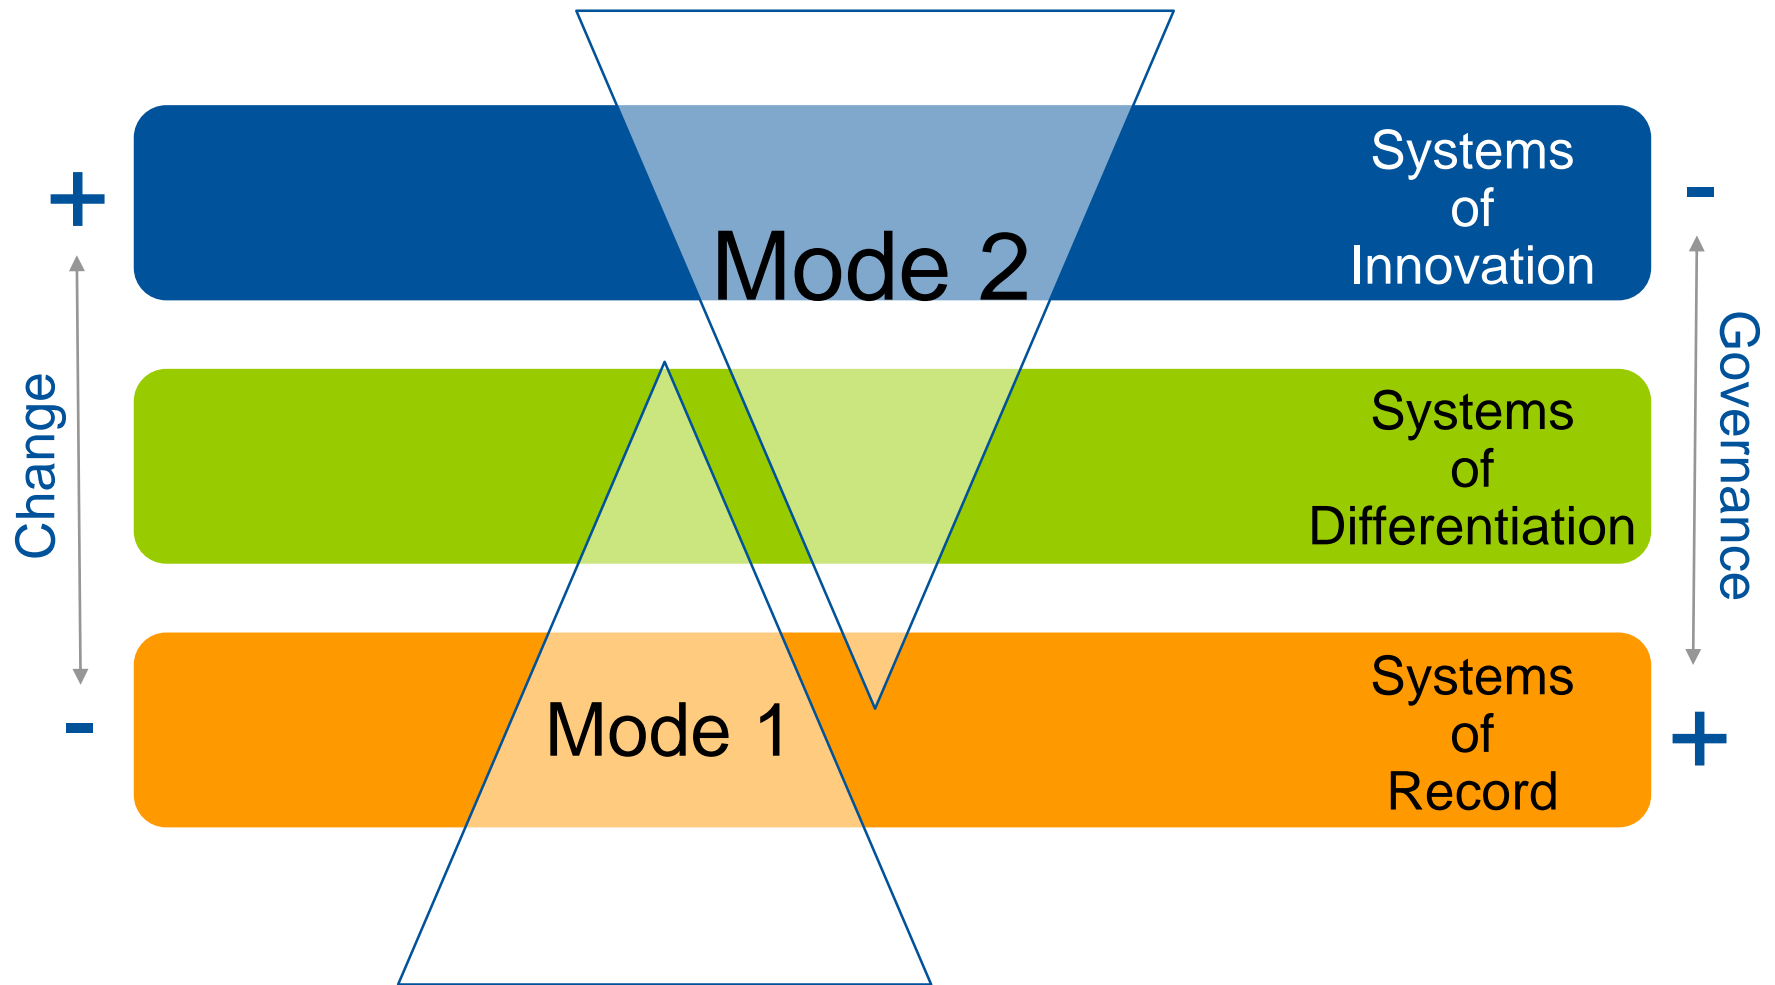 +
Systems
of
Innovation
-
Mode 2
Change
Systems
of
Differentiation
Governance
-
Mode 1
Systems
of
Record
+